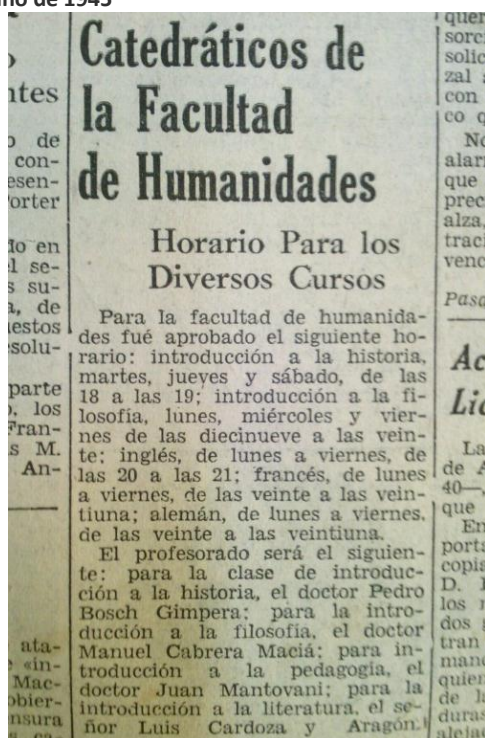 no de 1945
Catedráticos de
la Facultad
de Humanidades
Horario Para los
Diversos Cursos
Para la facultad de humanida-
des fué aprobado el siguiente ho-
rario: introducción a la historia,
martes, jueves y sábado, de las
18 a las 19; introducción a la fi-
losofía, lunes, miércoles y vier-
nes de las diecinueve a las vein-
te; inglés, de lunes a viernes, de
las 20 a las 21; francés, de lunes
a viernes, de las veinte a las vein-
tiuna; alemán, de lunes a viernes,
de las veinte a las veintiuna.
El profesorado será el siguien-
te: para la clase de introduc-
ción a la historia, el doctor Pedro
Bosch Gimpera; para la intro-
ducción a la filosofía, el doctor
Manuel Cabrera Maciá; para in-
troducción a la pedagogía, el
doctor Juan Mantovani; para la
introducción a la literatura, el se-
ñor Luis Cardoza y Aragón.